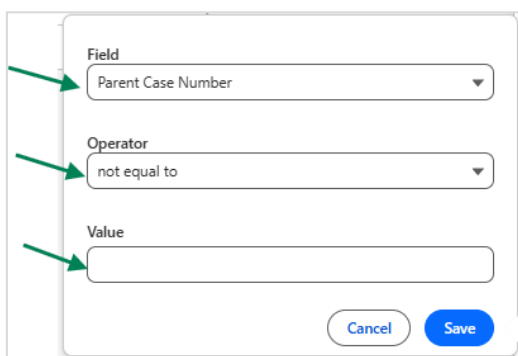 Field
Parent Case Number
Operator
not equal to
Value
Cancel Save